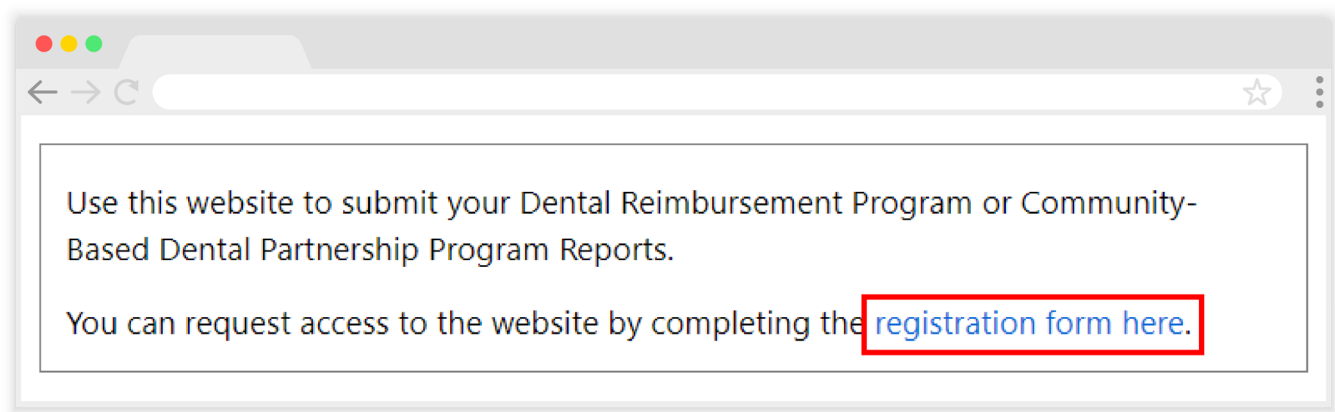 Use this website to submit your Dental Reimbursement Program or Community-
Based Dental Partnership Program Reports.
You can request access to the website by completing the registration form here.